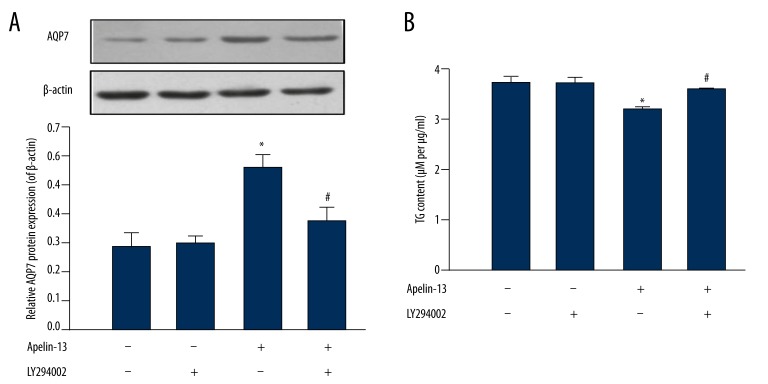 A
AQP7
β-actin
Relative AQP7 protein expression (of β-actin)
0.7
0.6
0.4
0.4
0.3
0.2
0.1
0.0
*
#
Apelin-13 − − + +
LY294002 − + − +
B
TG content (μM per μg/ml)
4
3
2
1
0
*
#
Apelin-13 − − + +
LY294002 − + − +